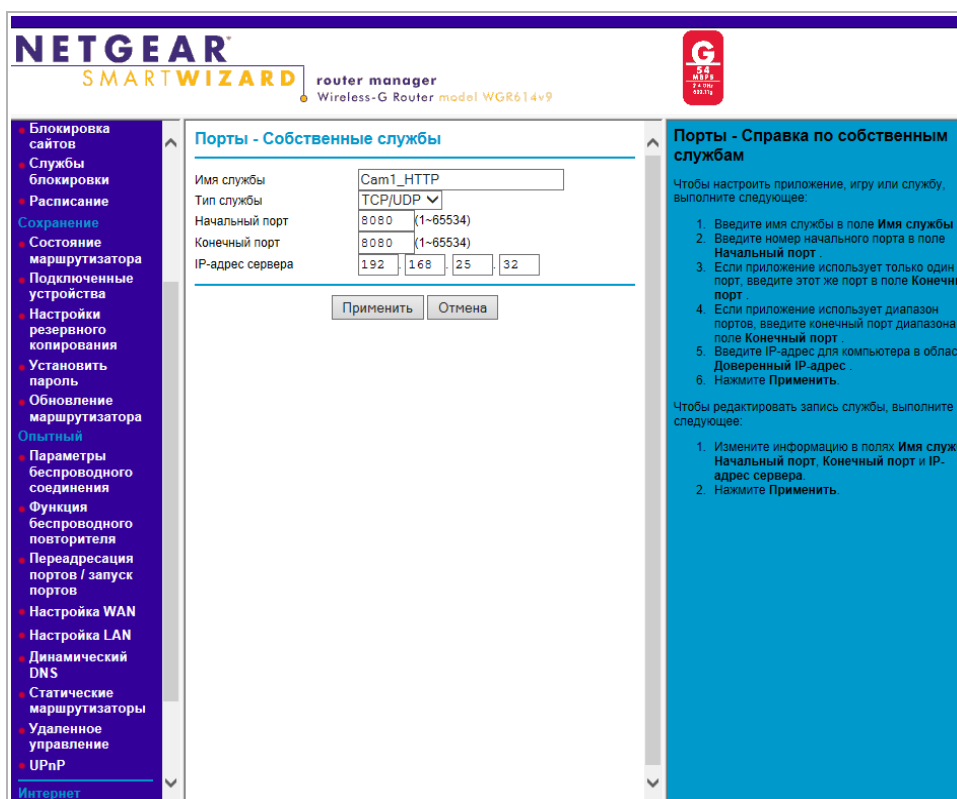 NETGEAR
SMARTWIZARD
router manager
Wireless-G Router model WGR614v9
G
54
MBPS
2.4 GHz
802.11g
Блокировка
сайтов
Службы
блокировки
Расписание
Сохранение
Состояние
маршрутизатора
Подключенные
устройства
Настройки
резервного
копирования
Установить
пароль
Обновление
маршрутизатора
Опытный
Параметры
беспроводного
соединения
Функция
беспроводного
повторителя
Переадресация
портов / запуск
портов
Настройка WAN
Настройка LAN
Динамический
DNS
Статические
маршрутизаторы
Удаленное
управление
UPnP
Интернет
Порты - Собственные службы
Имя службы Cam1_HTTP
Тип службы TCP/UDP
Начальный порт 8080 (1~65534)
Конечный порт 8080 (1~65534)
IP-адрес сервера 192 . 168 . 25 . 32
Применить Отмена
Порты - Справка по собственным
службам
Чтобы настроить приложение, игру или службу,
выполните следующее:
1. Введите имя службы в поле Имя службы
2. Введите номер начального порта в поле
Начальный порт .
3. Если приложение использует только один
порт, введите этот же порт в поле Конечн
порт .
4. Если приложение использует диапазон
портов, введите конечный порт диапазона
поле Конечный порт .
5. Введите IP-адрес для компьютера в облас
Доверенный IP-адрес .
6. Нажмите Применить.
Чтобы редактировать запись службы, выполните
следующее:
1. Измените информацию в полях Имя служ
Начальный порт, Конечный порт и IP-
адрес сервера.
2. Нажмите Применить.